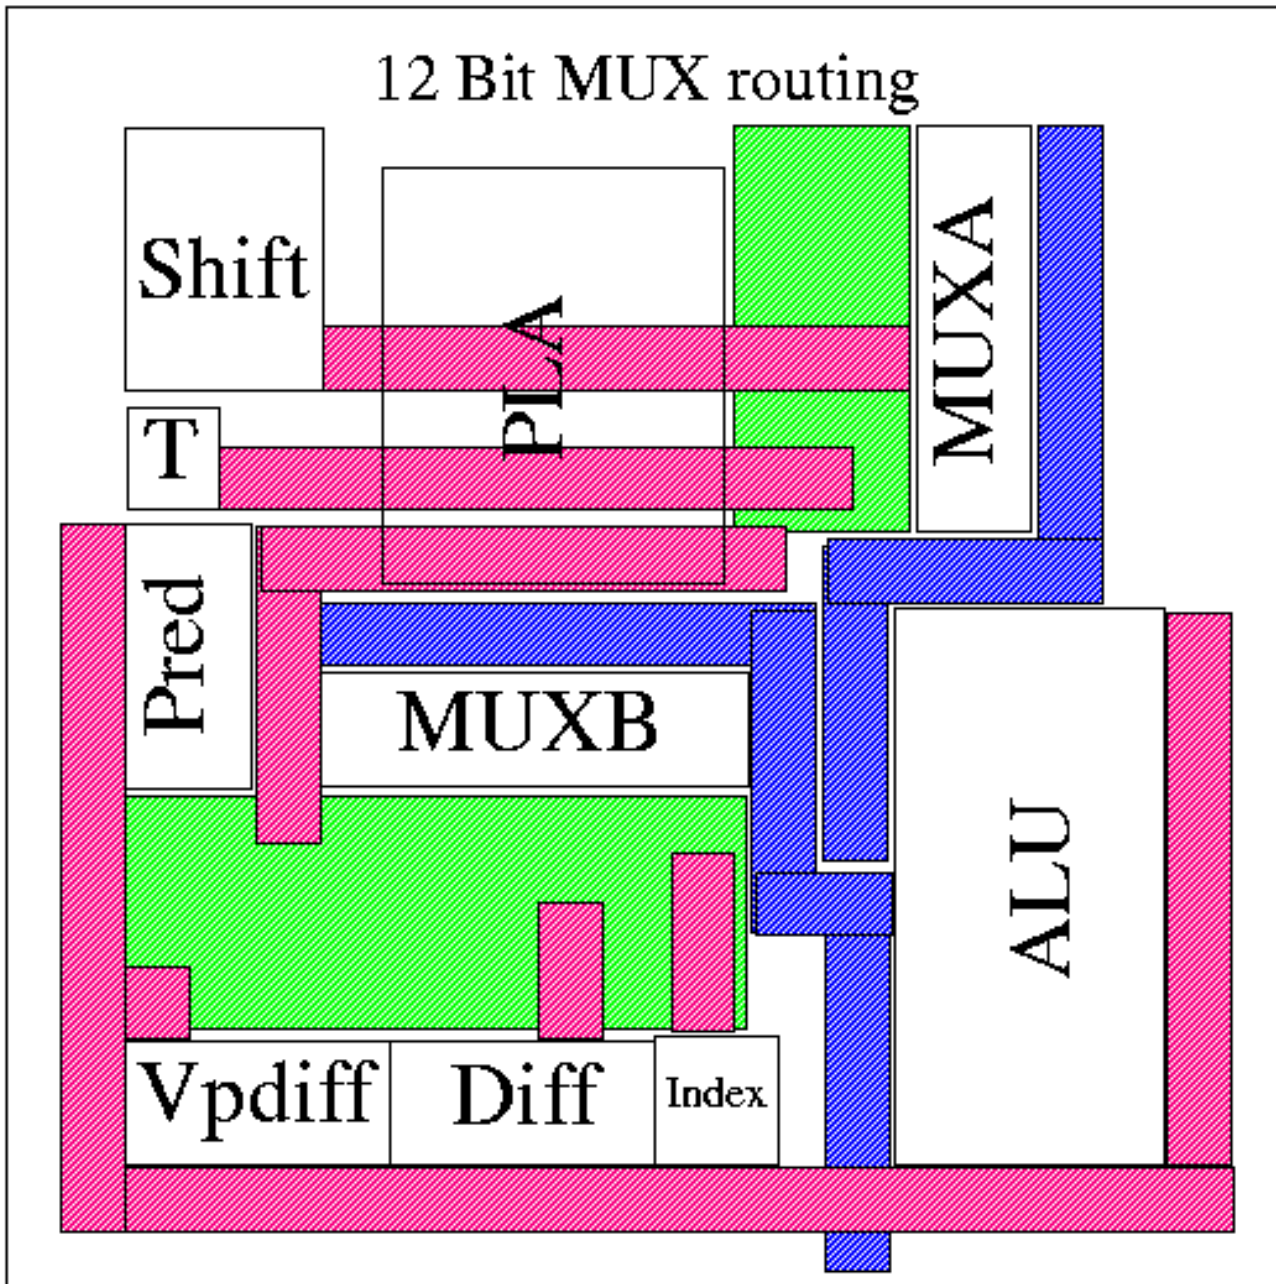 12 Bit MUX routing
Shift
PLA
MUXA
T
Pred
MUXB
ALU
Vpdiff
Diff
Index